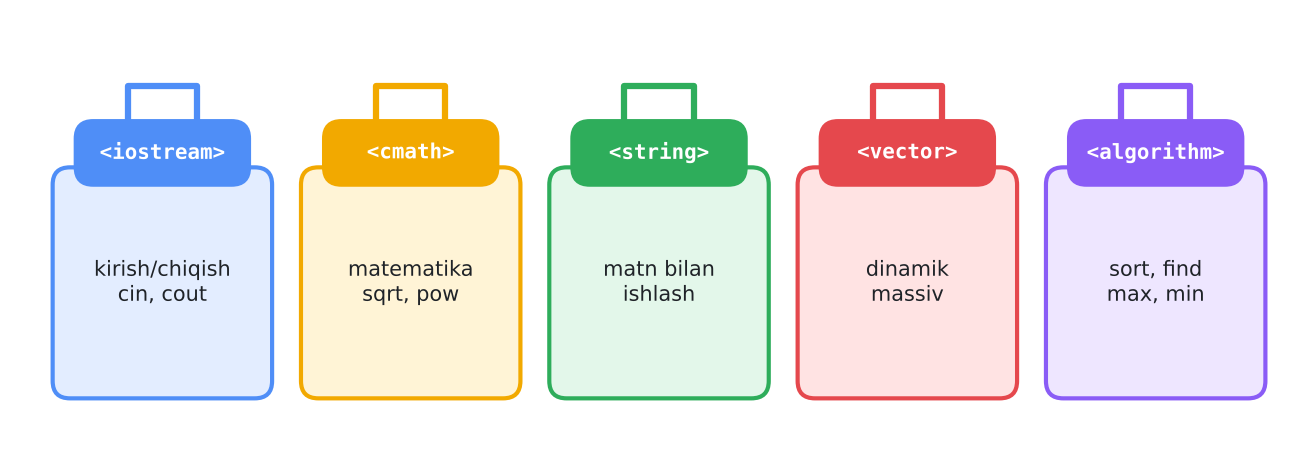 <iostream>
kirish/chiqish
cin, cout
<cmath>
matematika
sqrt, pow
<string>
matn bilan
ishlash
<vector>
dinamik
massiv
<algorithm>
sort, find
max, min